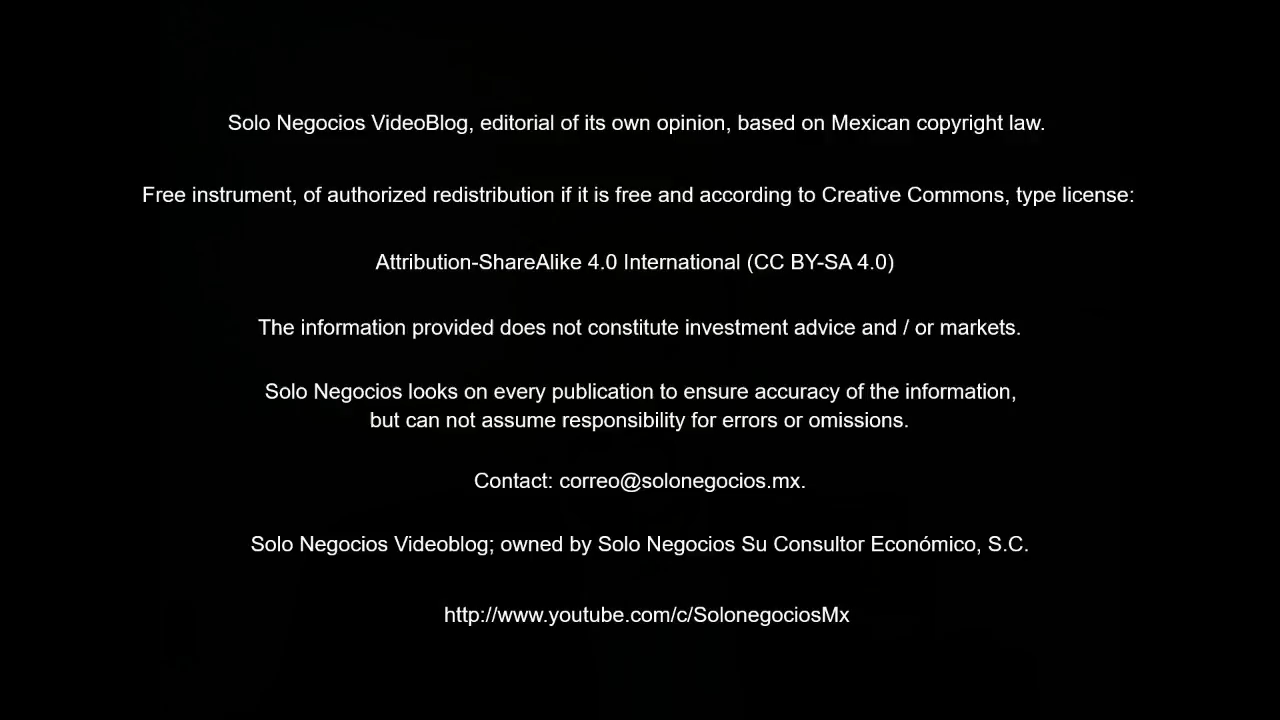 Solo Negocios VideoBlog, editorial of its own opinion, based on Mexican copyright law.
Free instrument, of authorized redistribution if it is free and according to Creative Commons, type license:
Attribution-ShareAlike 4.0 International (CC BY-SA 4.0)
The information provided does not constitute investment advice and / or markets.
Solo Negocios looks on every publication to ensure accuracy of the information,
but can not assume responsibility for errors or omissions.
Contact: correo@solonegocios.mx.
Solo Negocios Videoblog; owned by Solo Negocios Su Consultor Económico, S.C.
http://www.youtube.com/c/SolonegociosMx